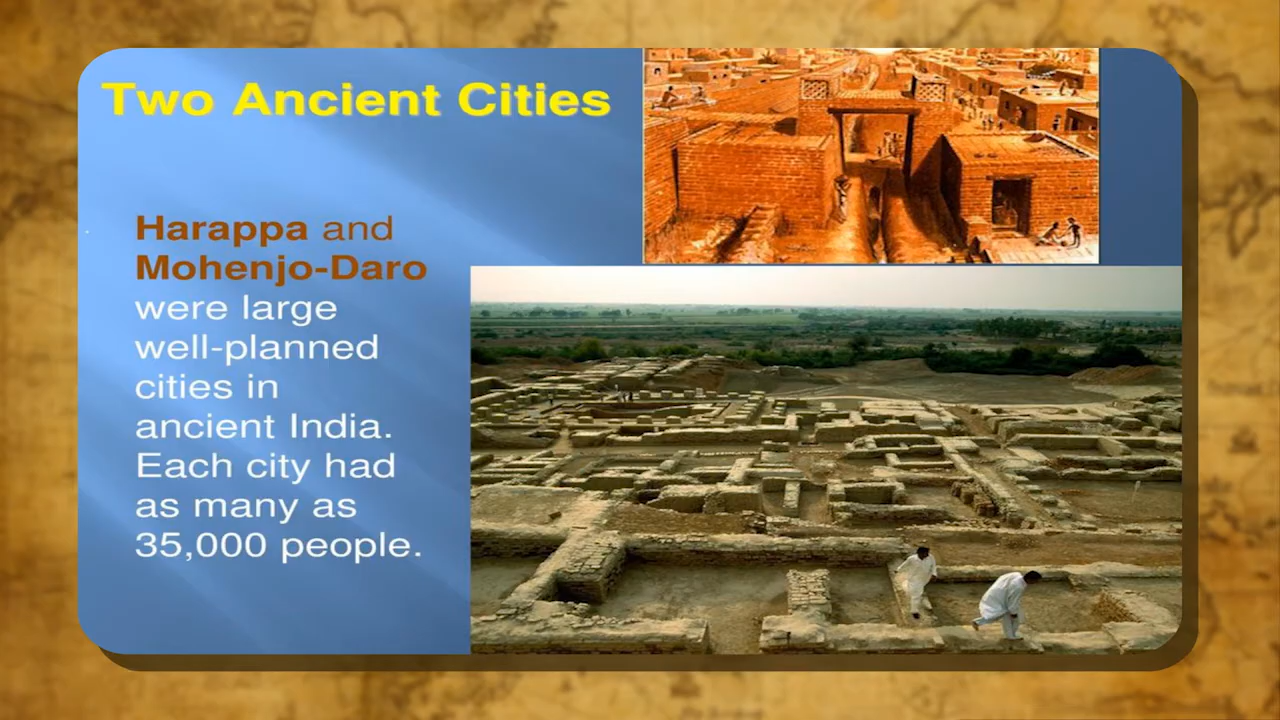 Two Ancient Cities
Harappa and
Mohenjo-Daro
were large
well-planned
cities in
ancient India.
Each city had
as many as
35,000 people.